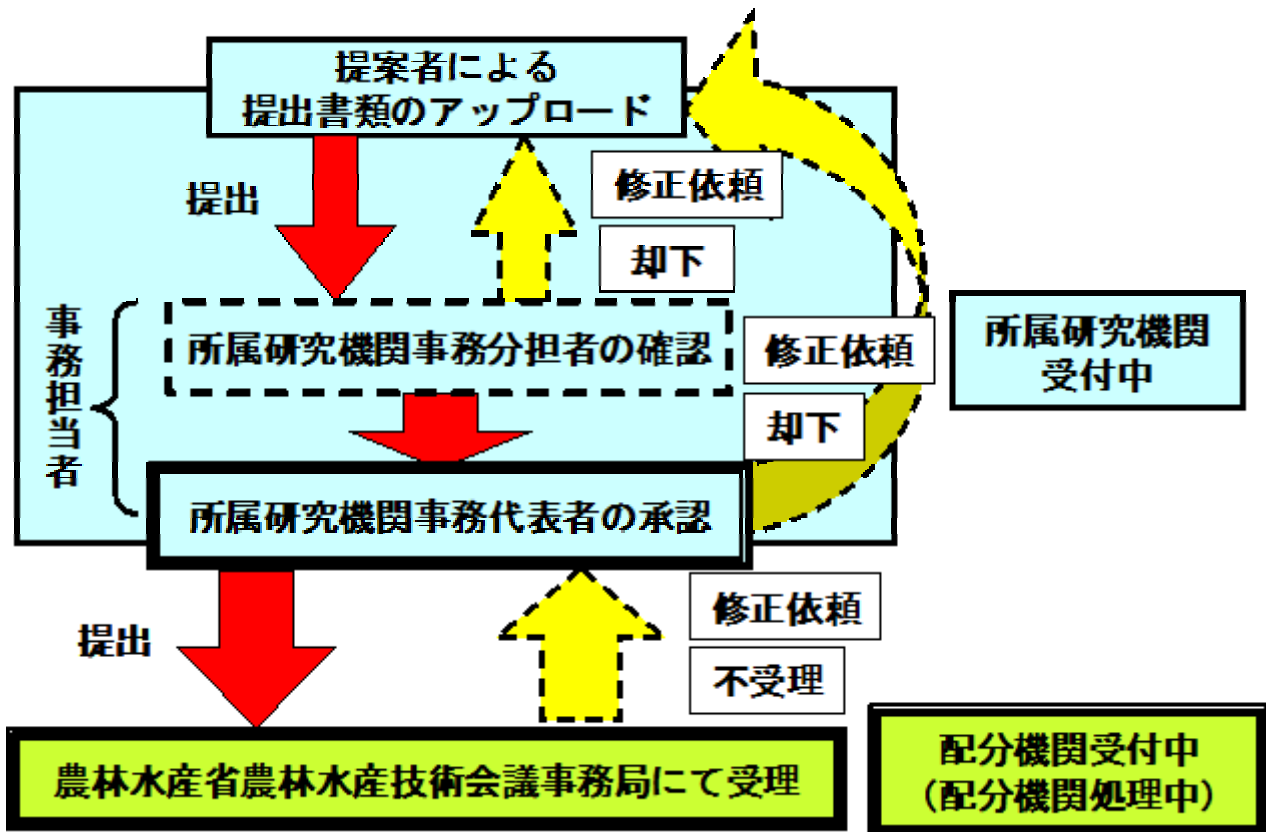 提案者による
提出書類のアップロード
提出
修正依頼
却下
事務担当者
所属研究機関事務分担者の確認
修正依頼
却下
所属研究機関
受付中
所属研究機関事務代表者の承認
提出
修正依頼
不受理
農林水産省農林水産技術会議事務局にて受理
配分機関受付中
（配分機関処理中）